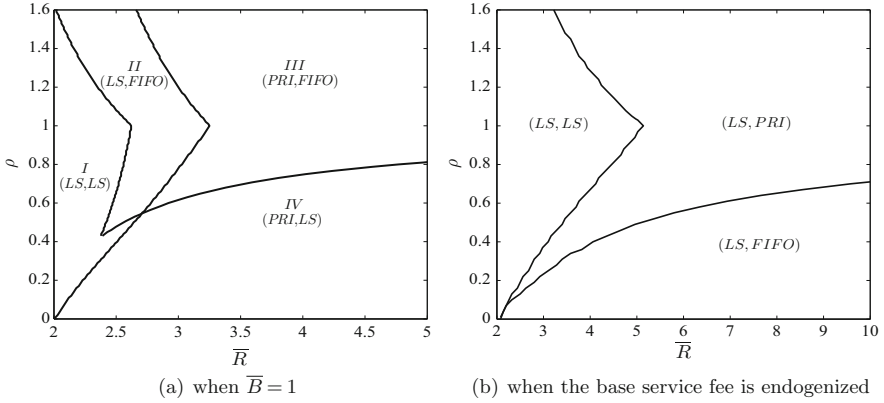 1.6
1.4
1.2
1
0.8
0.6
0.4
0.2
0
ρ
II
(LS,FIFO)
III
(PRI,FIFO)
I
(LS,LS)
IV
(PRI,LS)
2 2.5 3 3.5 4 4.5 5
R̅
(a) when B̅ = 1
1.6
1.4
1.2
1
0.8
0.6
0.4
0.2
0
ρ
(LS, LS)
(LS, PRI)
(LS, FIFO)
2 3 4 5 6 7 8 9 10
R̅
(b) when the base service fee is endogenized